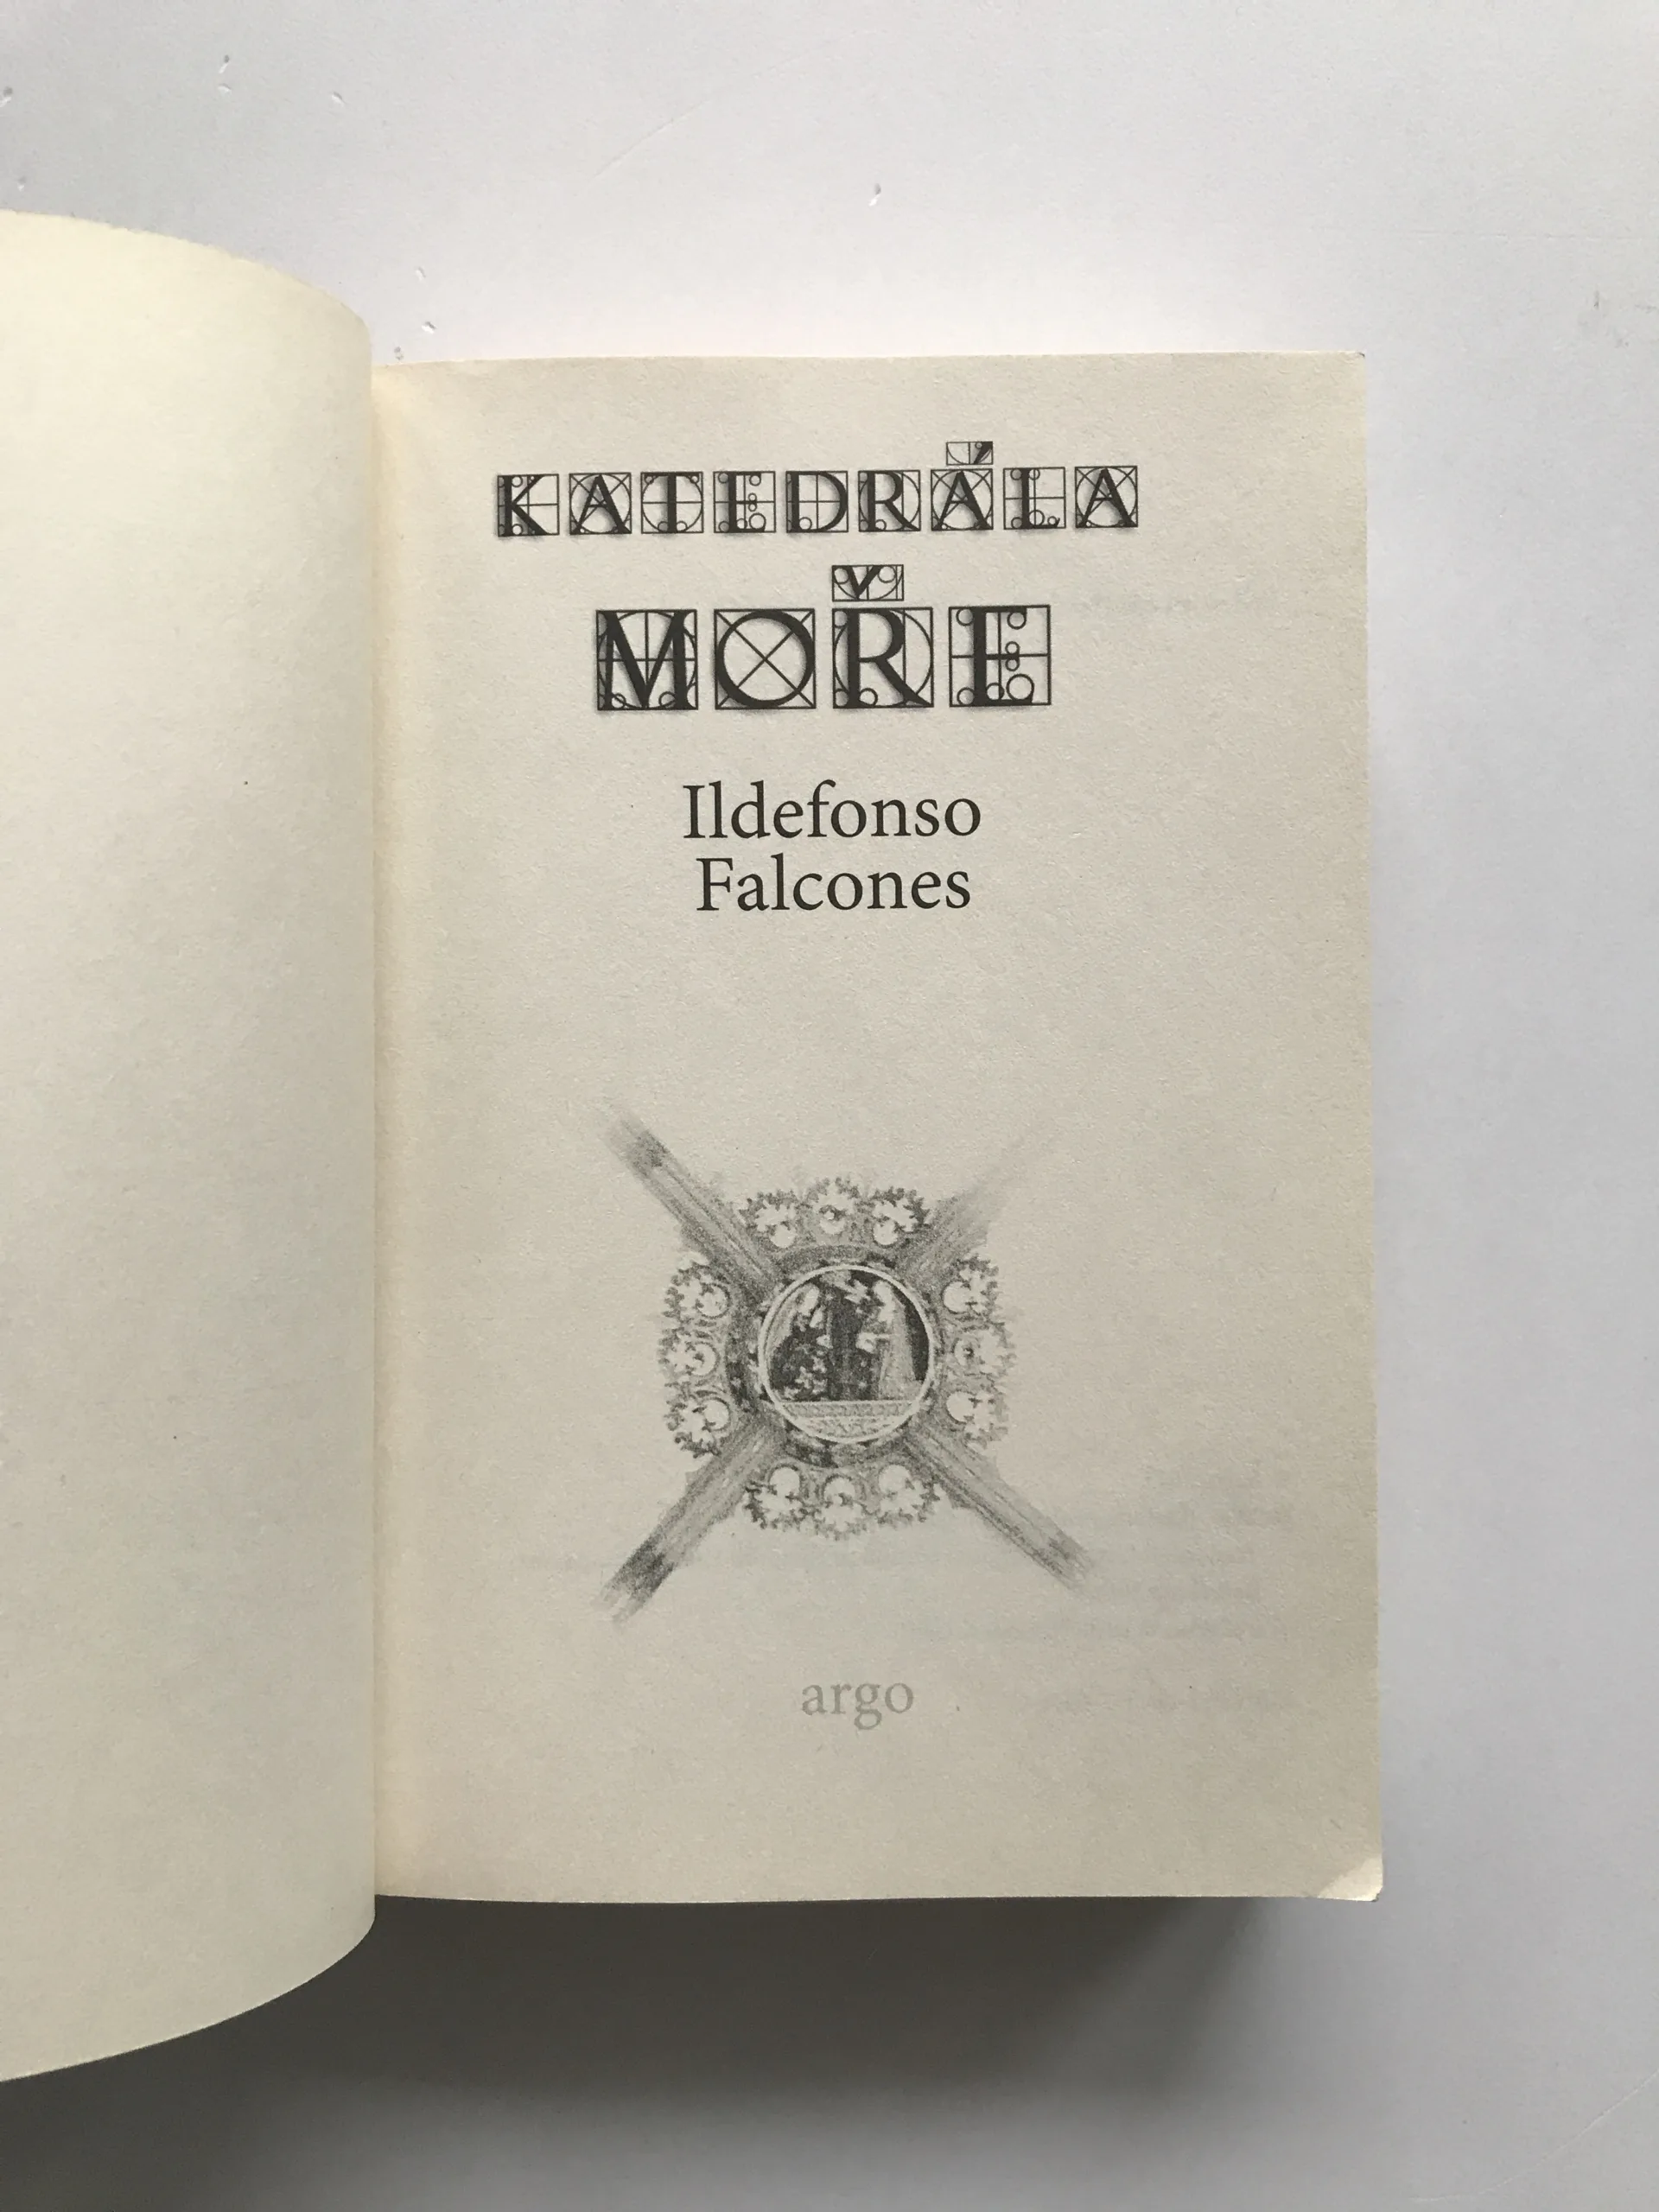 KATEDRÁLA
MOŘE
Ildefonso
Falcones
argo